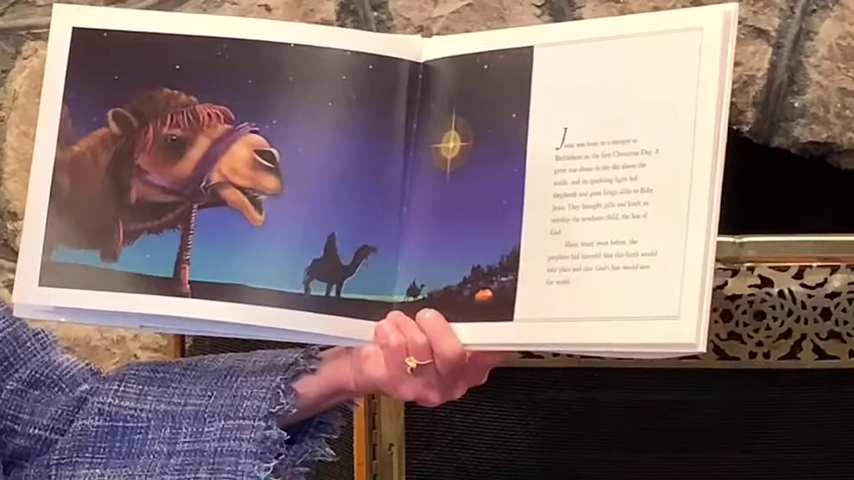 Jesus was born in a manger in
Bethlehem on the first Christmas Day. A
great star shone in the sky above the
stable, and its sparkling light led
shepherds and great kings alike to Baby
Jesus. They brought gifts and knelt in
worship the newborn child, the Son of
God.
Many, many years before, the
prophets had foretold that this birth would
take place and that God's Son would
save the world.